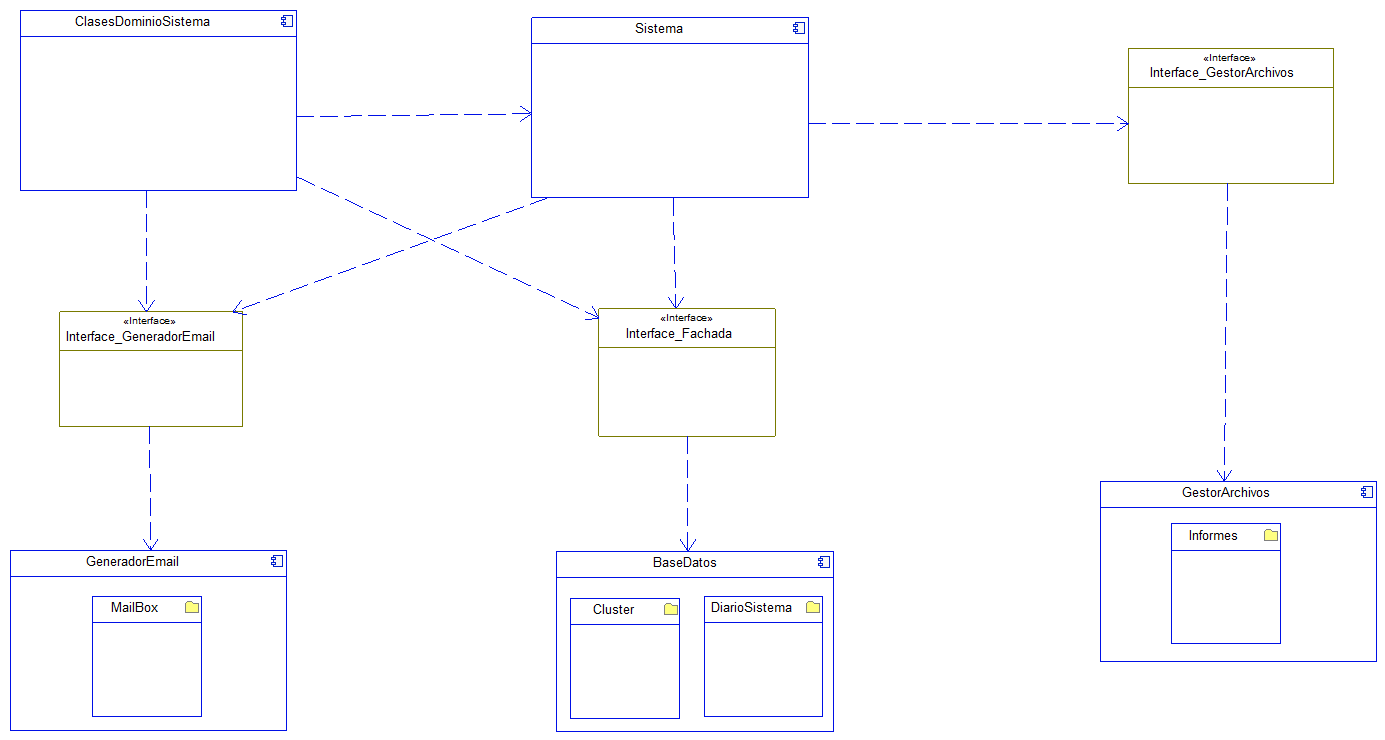 ClasesDominioSistema
Sistema
«Interface»
Interface_GestorArchivos
«Interface»
Interface_GeneradorEmail
«Interface»
Interface_Fachada
GestorArchivos
Informes
GeneradorEmail
MailBox
BaseDatos
Cluster
DiarioSistema